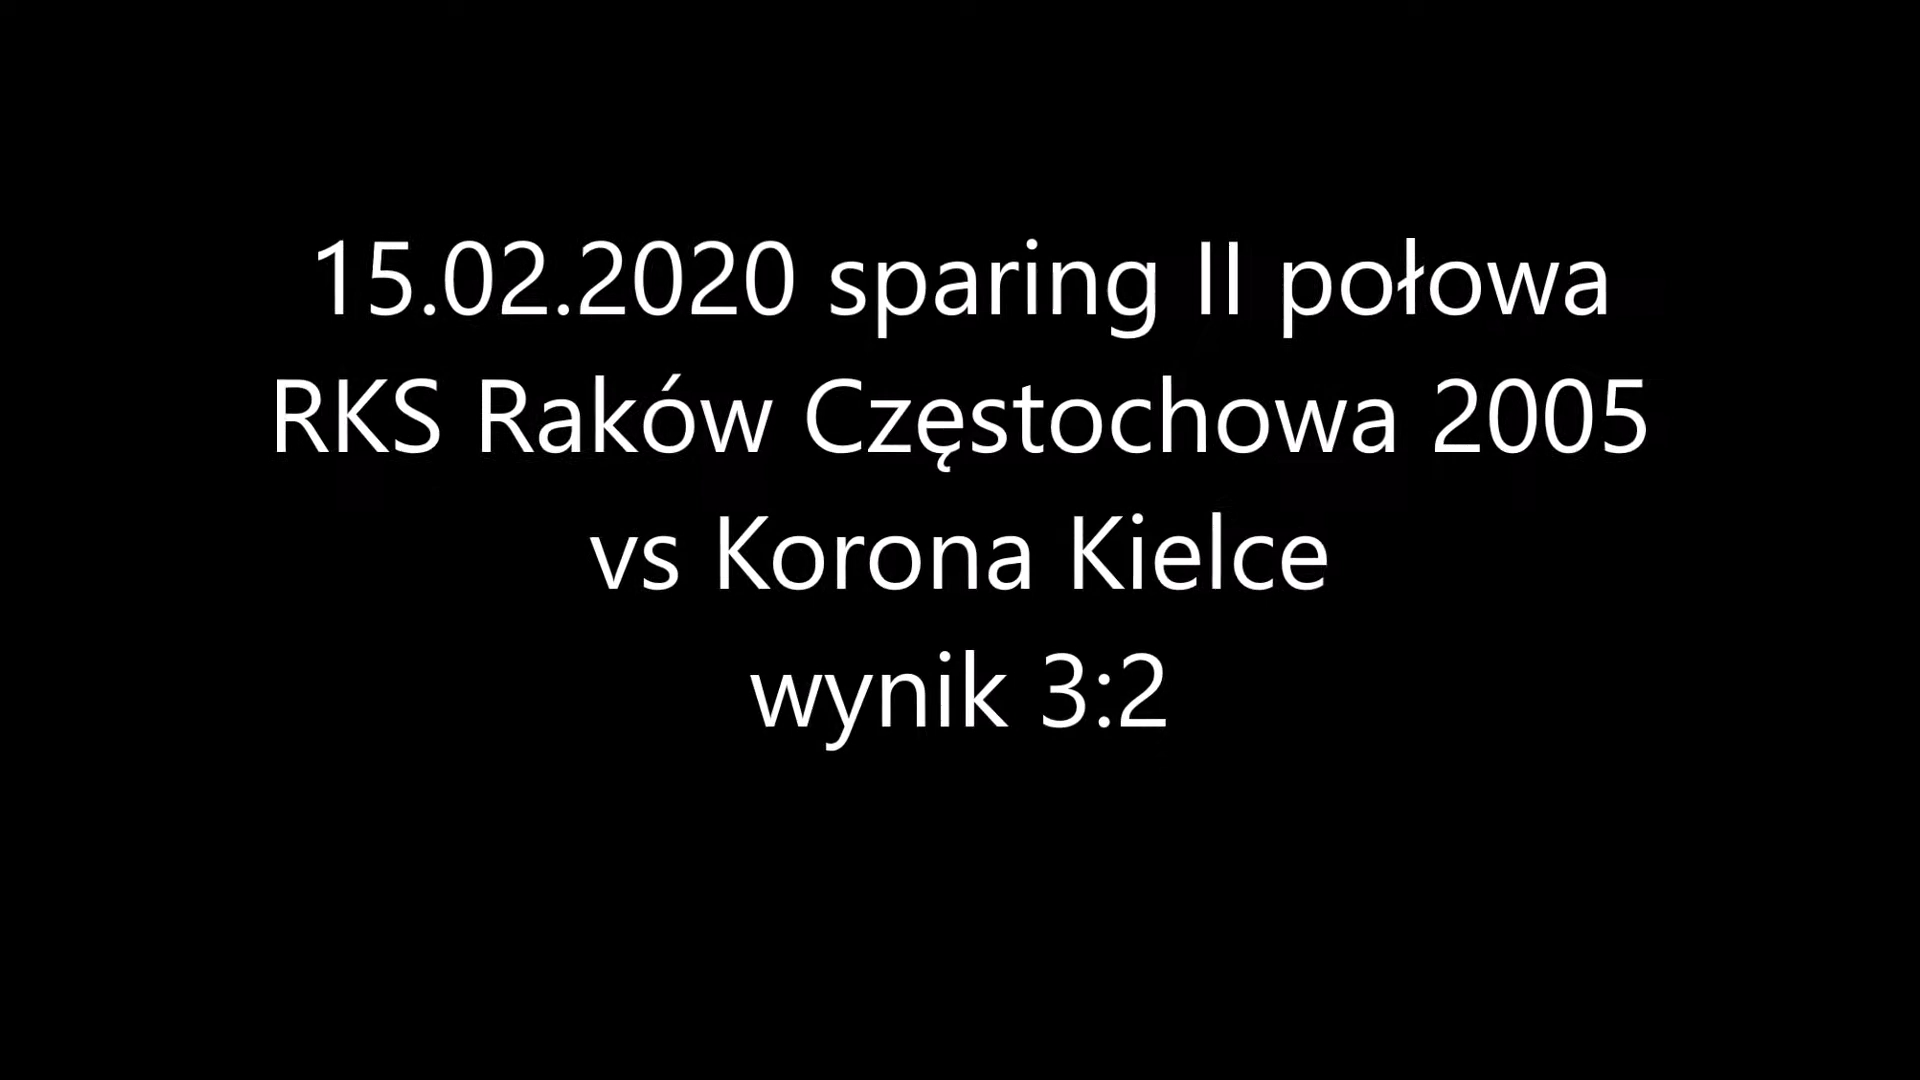 15.02.2020 sparing II połowa
RKS Raków Częstochowa 2005
vs Korona Kielce
wynik 3:2